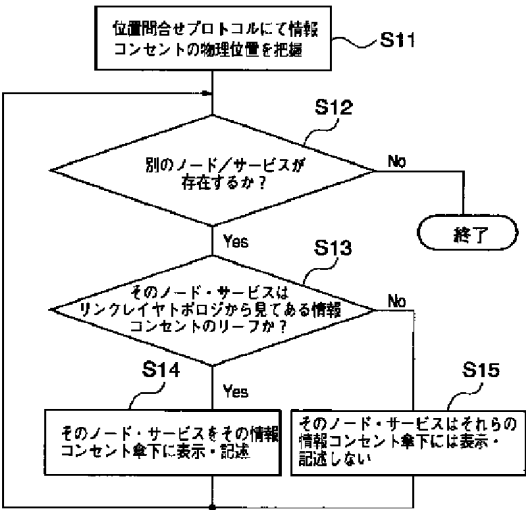 位置問合せプロトコルにて情報
コンセントの物理位置を把握
S11
S12
別のノード／サービスが
存在するか？
No
終了
Yes
S13
そのノード・サービスは
リンクレイヤトポロジから見てある情報
コンセントのリーフか？
No
S14
Yes
S15
そのノード・サービスをその情報
コンセント傘下に表示・記述
そのノード・サービスはそれらの
情報コンセント傘下には表示・
記述しない